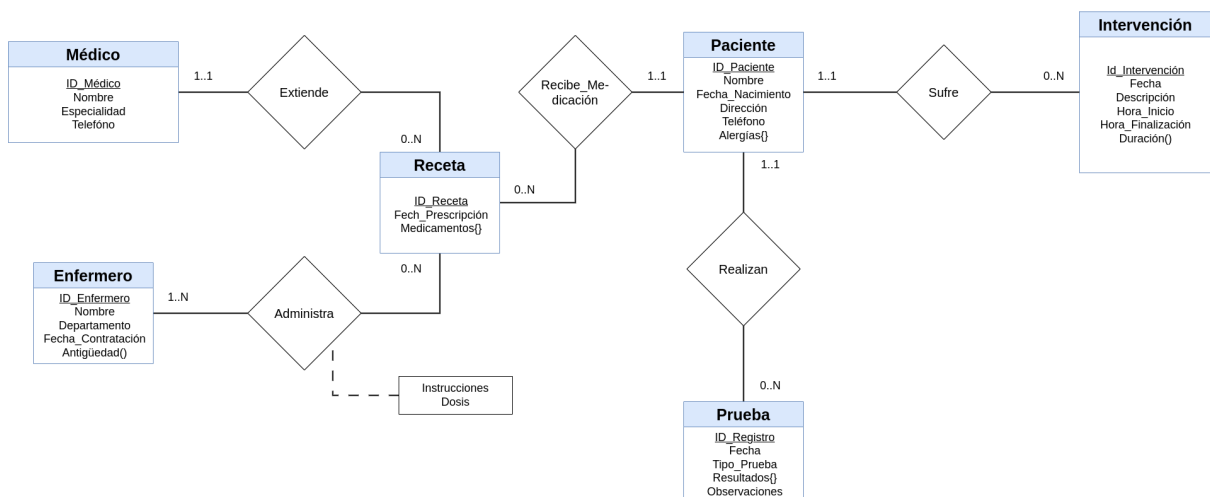 Médico
ID_Médico
Nombre
Especialidad
Telefóno
1..1
Extiende
0..N
Receta
ID_Receta
Fech_Prescripción
Medicamentos{}
0..N
Recibe_Me-
dicación
1..1
Paciente
ID_Paciente
Nombre
Fecha_Nacimiento
Dirección
Teléfono
Alergías{}
1..1
Sufre
0..N
Intervención
Id_Intervención
Fecha
Descripción
Hora_Inicio
Hora_Finalización
Duración()
1..1
Realizan
0..N
Prueba
ID_Registro
Fecha
Tipo_Prueba
Resultados{}
Observaciones
0..N
Enfermero
ID_Enfermero
Nombre
Departamento
Fecha_Contratación
Antigüedad()
1..N
Administra
Instrucciones
Dosis